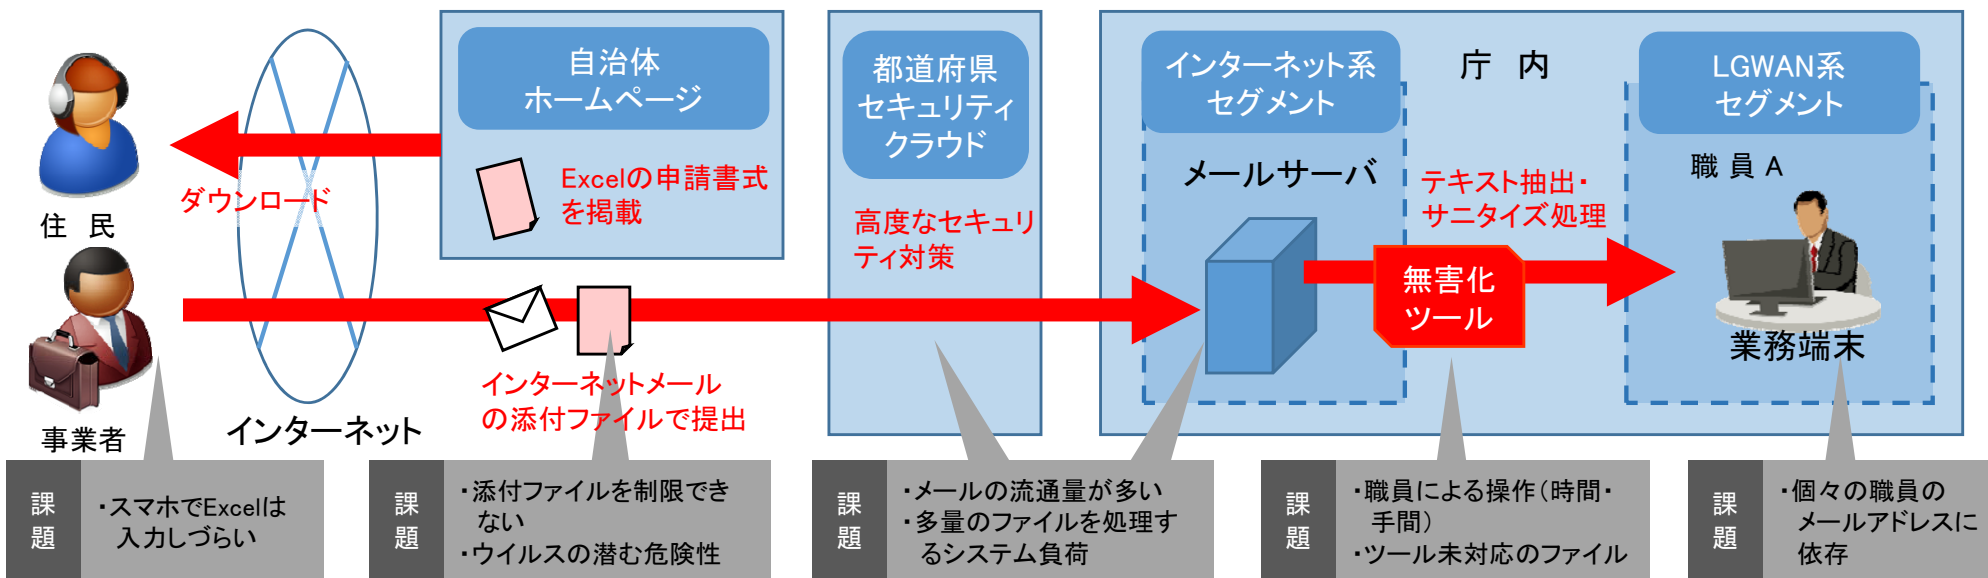 自治体
ホームページ
都道府県
セキュリティ
クラウド
インターネット系
セグメント
庁 内
LGWAN系
セグメント
ダウンロード
Excelの申請書式
を掲載
住 民
高度なセキュリ
ティ対策
メールサーバ
テキスト抽出・
サニタイズ処理
職 員 A
無害化
ツール
業務端末
インターネットメール
の添付ファイルで提出
インターネット
事業者
課
題
・スマホでExcelは
入力しづらい
課
題
・添付ファイルを制限でき
ない
・ウイルスの潜む危険性
課
題
・メールの流通量が多い
・多量のファイルを処理す
るシステム負荷
課
題
・職員による操作（時間・
手間）
・ツール未対応のファイル
課
題
・個々の職員の
メールアドレスに
依存